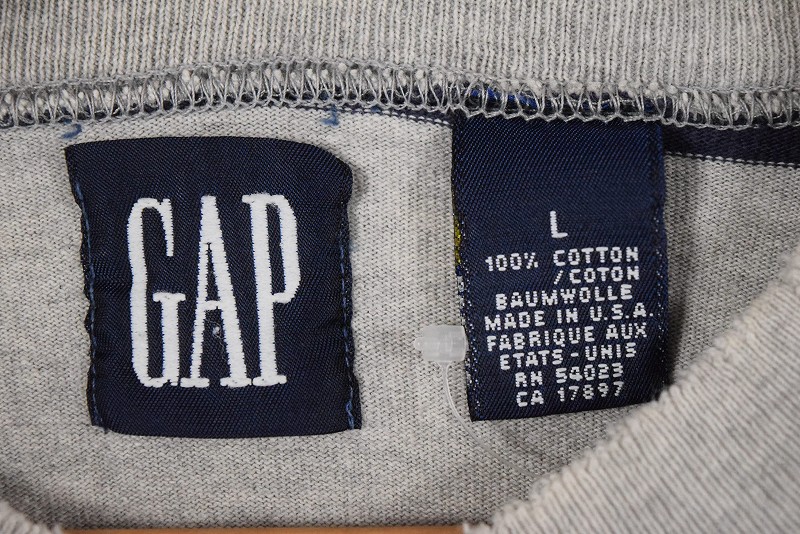 GAP
L
100% COTTON
/COTON
BAUMWOLLE
MADE IN U.S.A.
FABRIQUE AUX
ETATS-UNIS
RN 54023
CA 17897